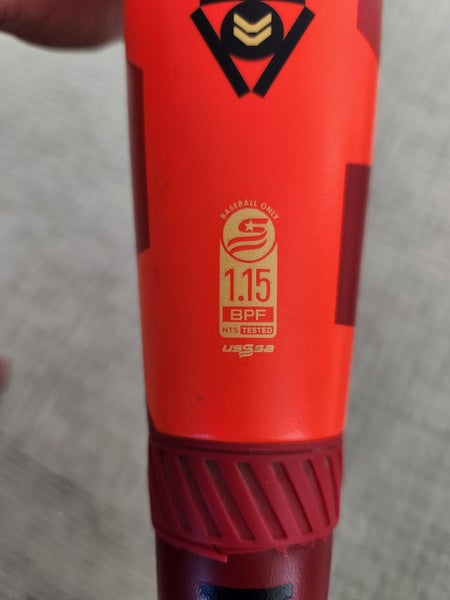 BASEBALL ONLY
1.15
BPF
NTS TESTED
USSSA